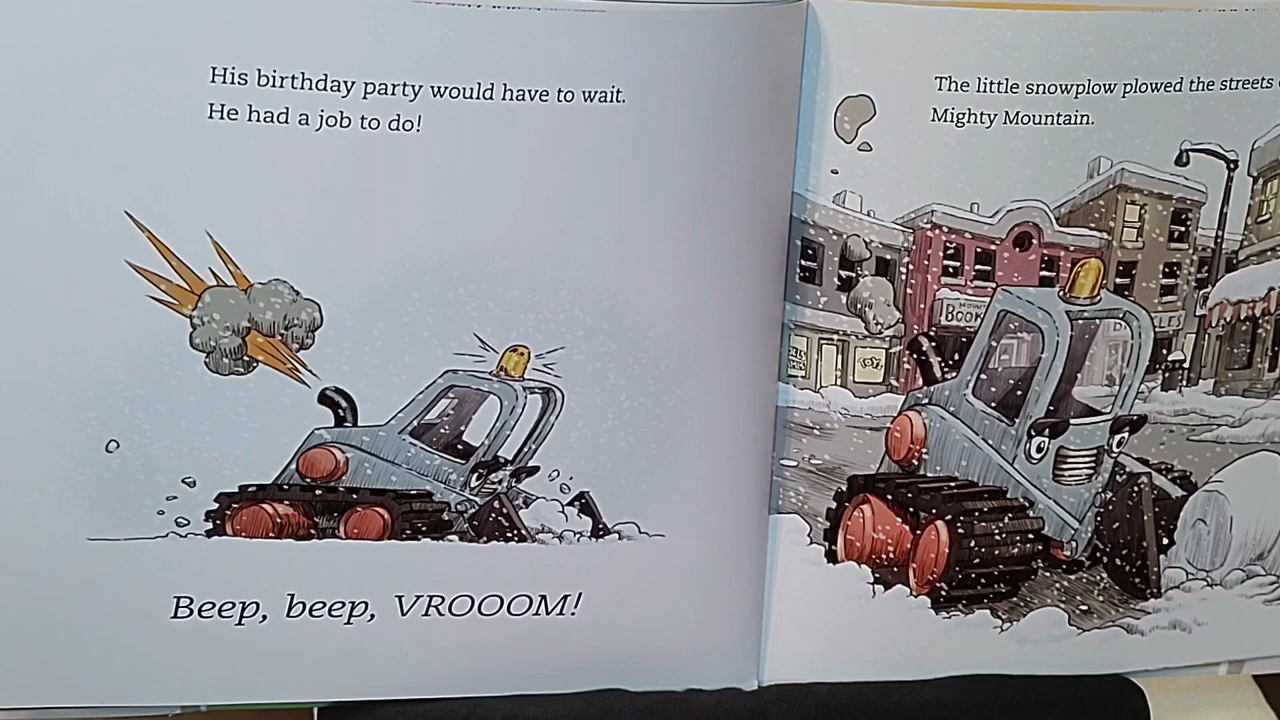 His birthday party would have to wait.
He had a job to do!
Beep, beep, VROOOM!
The little snowplow plowed the streets
Mighty Mountain.
BOOK
TOYS